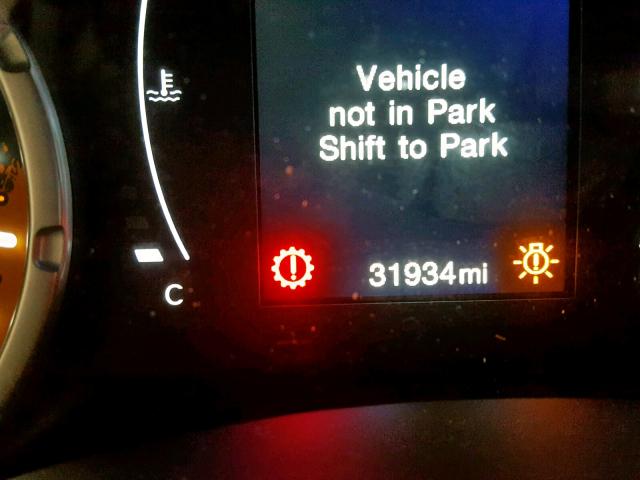 Vehicle
not in Park
Shift to Park
31934mi
C